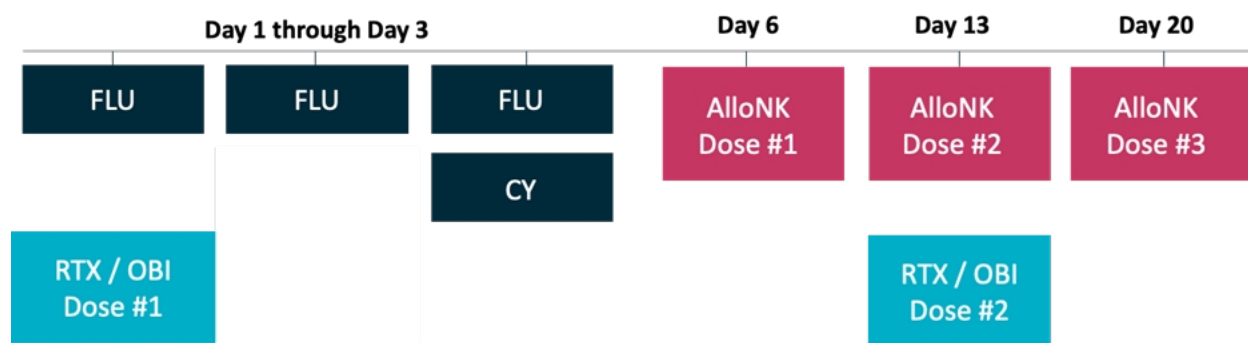 Day 1 through Day 3
Day 6
Day 13
Day 20
FLU
FLU
FLU
AlloNK
Dose #1
AlloNK
Dose #2
AlloNK
Dose #3
CY
RTX / OBI
Dose #1
RTX / OBI
Dose #2